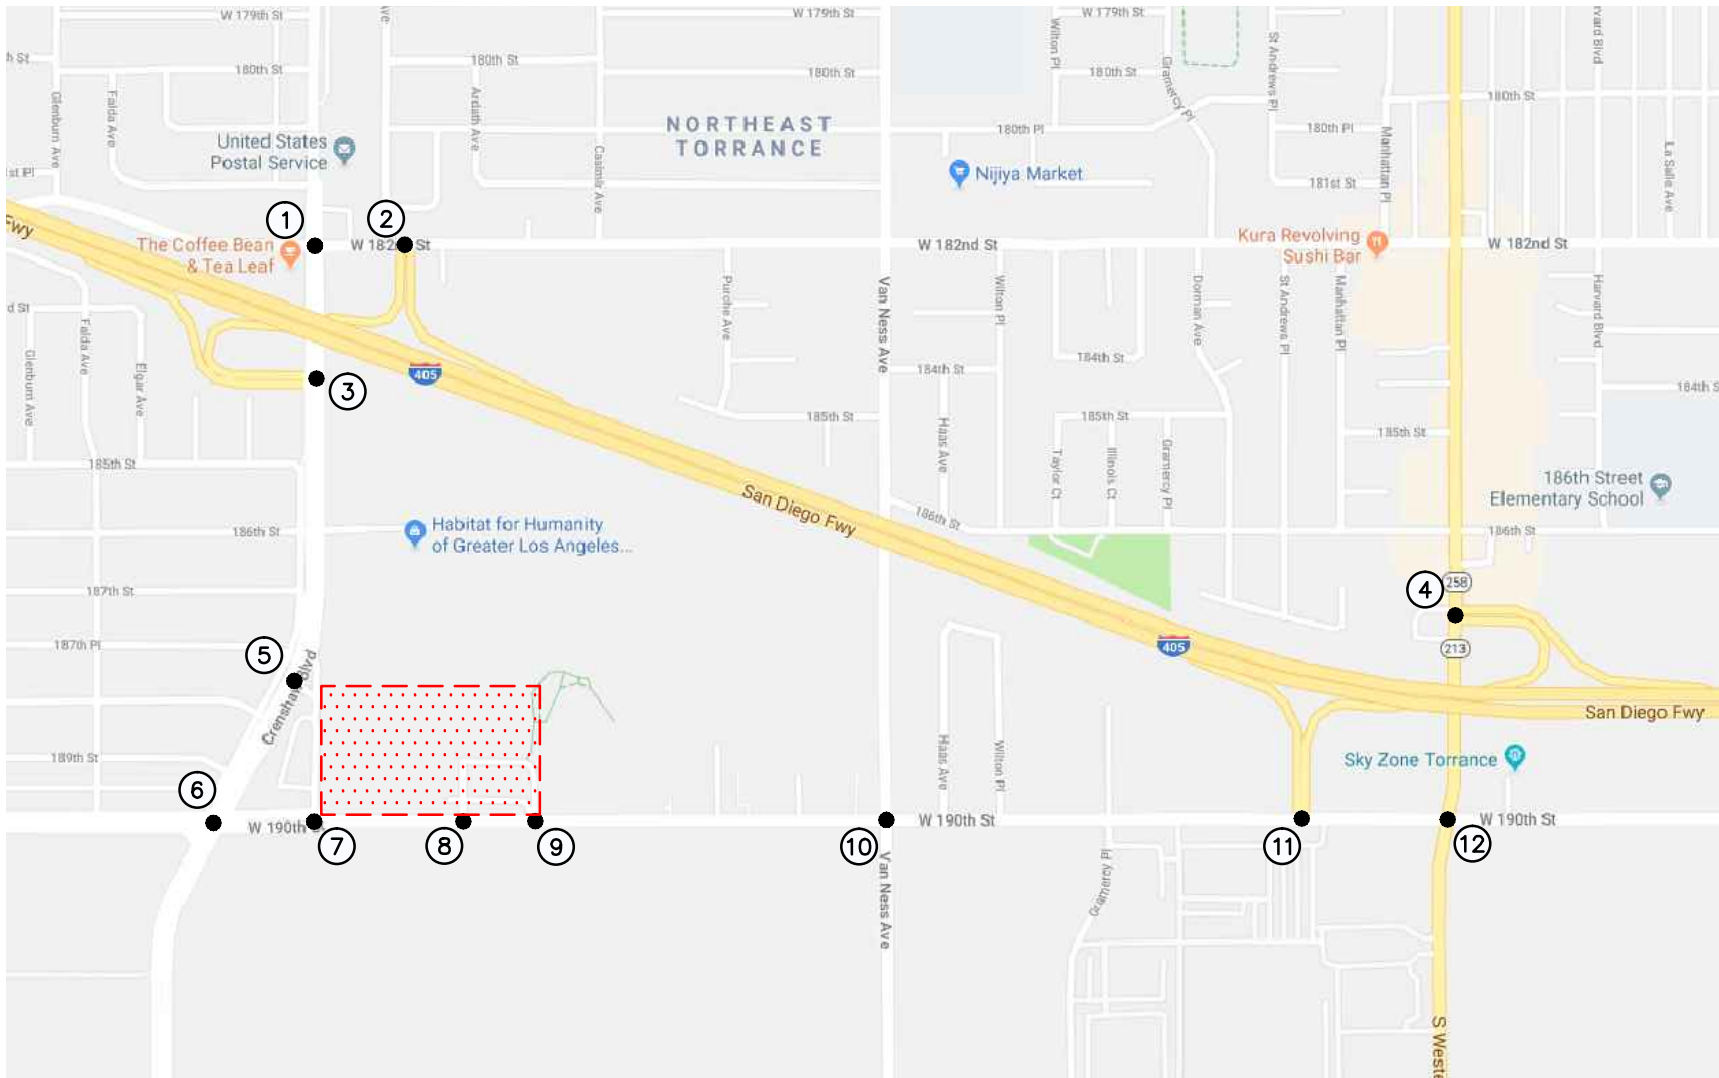 W 179th St
W 179th St
W 179th St
180th St
180th St
180th St
180th St
180th St
180th Pl
180th Pl
181st St
Glenburn Ave
Falda Ave
Ardath Ave
Casimir Ave
Wilton Pl
Gramercy Pl
St Andrews Pl
Manhattan Pl
La Salle Ave
United States
Postal Service
NORTHEAST
TORRANCE
Nijiya Market
1
2
The Coffee Bean
& Tea Leaf
W 182nd St
W 182nd St
W 182nd St
Kura Revolving
Sushi Bar
Fwy
Falda Ave
Glenburn Ave
Elgar Ave
Purche Ave
Van Ness Ave
Wilton Pl
Dorman Ave
St Andrews Pl
Manhattan Pl
Harvard Blvd
405
3
184th St
184th St
184th S
185th St
185th St
185th St
185th St
Haas Ave
Taylor Ct
Illinois Ct
Gramercy Pl
186th Street
Elementary School
San Diego Fwy
186th St
186th St
186th St
Habitat for Humanity
of Greater Los Angeles...
187th St
4
258
213
405
187th Pl
5
Crenshaw Blvd
San Diego Fwy
189th St
Haas Ave
Wilton Pl
Sky Zone Torrance
6
W 190th St
W 190th St
W 190th St
7
8
9
10
11
12
Van Ness Ave
Gramercy Pl
S Weste